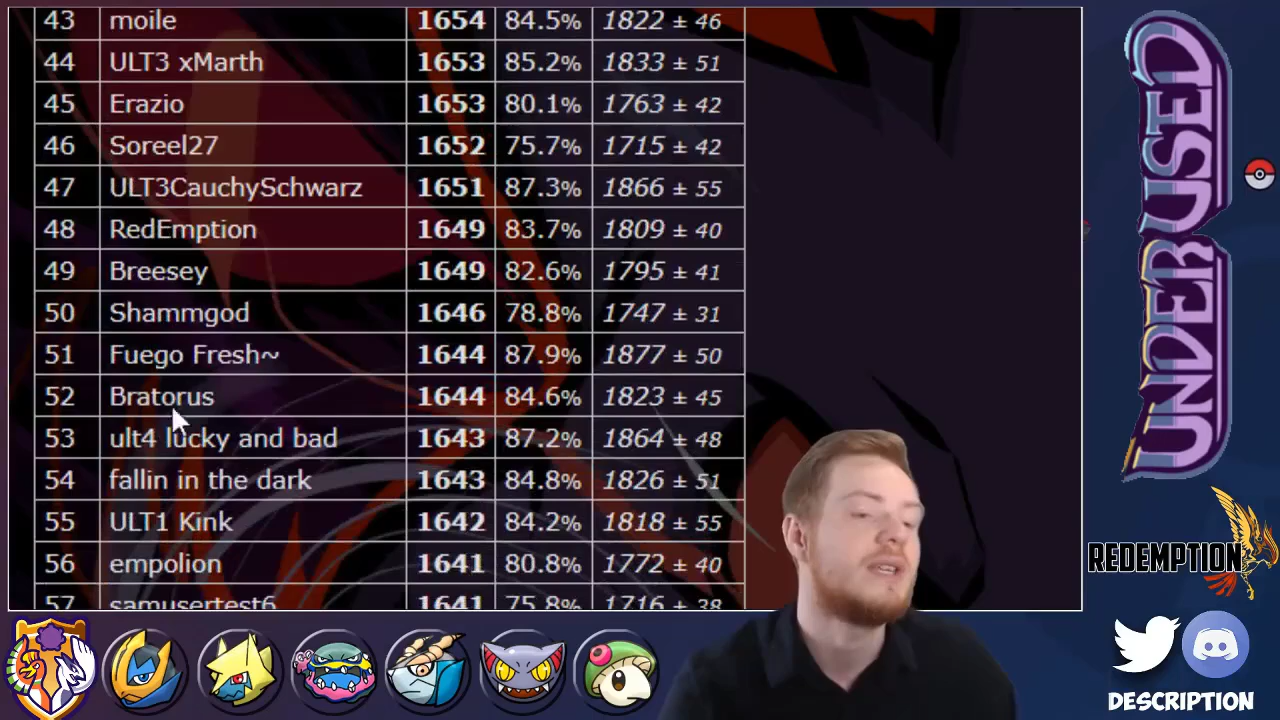 43 moile 1654 84.5% 1822 ± 46
44 ULT3 xMarth 1653 85.2% 1833 ± 51
45 Erazio 1653 80.1% 1763 ± 42
46 Soreel27 1652 75.7% 1715 ± 42
47 ULT3CauchySchwarz 1651 87.3% 1866 ± 55
48 RedEmption 1649 83.7% 1809 ± 40
49 Breesey 1649 82.6% 1795 ± 41
50 Shammgod 1646 78.8% 1747 ± 31
51 Fuego Fresh~ 1644 87.9% 1877 ± 50
52 Bratorus 1644 84.6% 1823 ± 45
53 ult4 lucky and bad 1643 87.2% 1864 ± 48
54 fallin in the dark 1643 84.8% 1826 ± 51
55 ULT1 Kink 1642 84.2% 1818 ± 55
56 empolion 1641 80.8% 1772 ± 40
57 samusertest6 1641 75.8% 1716 ± 38
UNDERUSED
REDEMPTION
DESCRIPTION